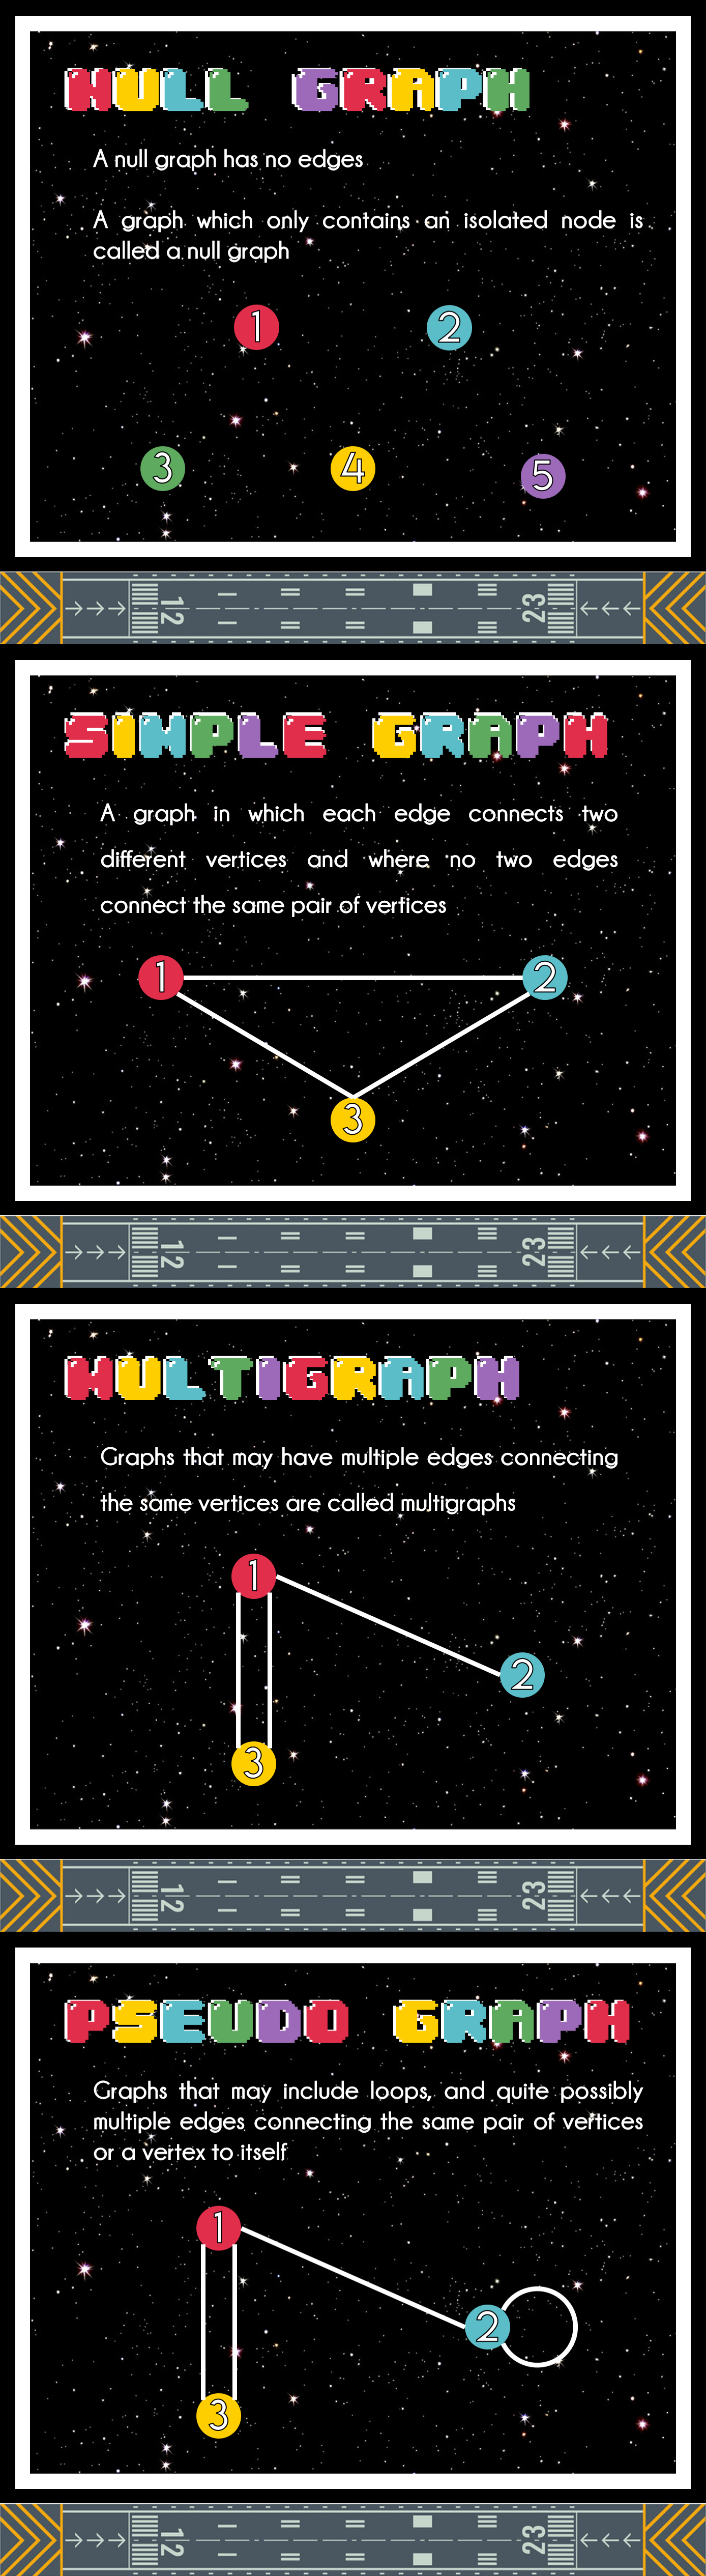 NULL GRAPH
A null graph has no edges
A graph which only contains an isolated node is
called a null graph
1
2
3
4
5
12
23
SIMPLE GRAPH
A graph in which each edge connects two
different vertices and where no two edges
connect the same pair of vertices
1
2
3
12
23
MULTIGRAPH
Graphs that may have multiple edges connecting
the same vertices are called multigraphs
1
2
3
12
23
PSEUDO GRAPH
Graphs that may include loops, and quite possibly
multiple edges connecting the same pair of vertices
or a vertex to itself
1
2
3
12
23